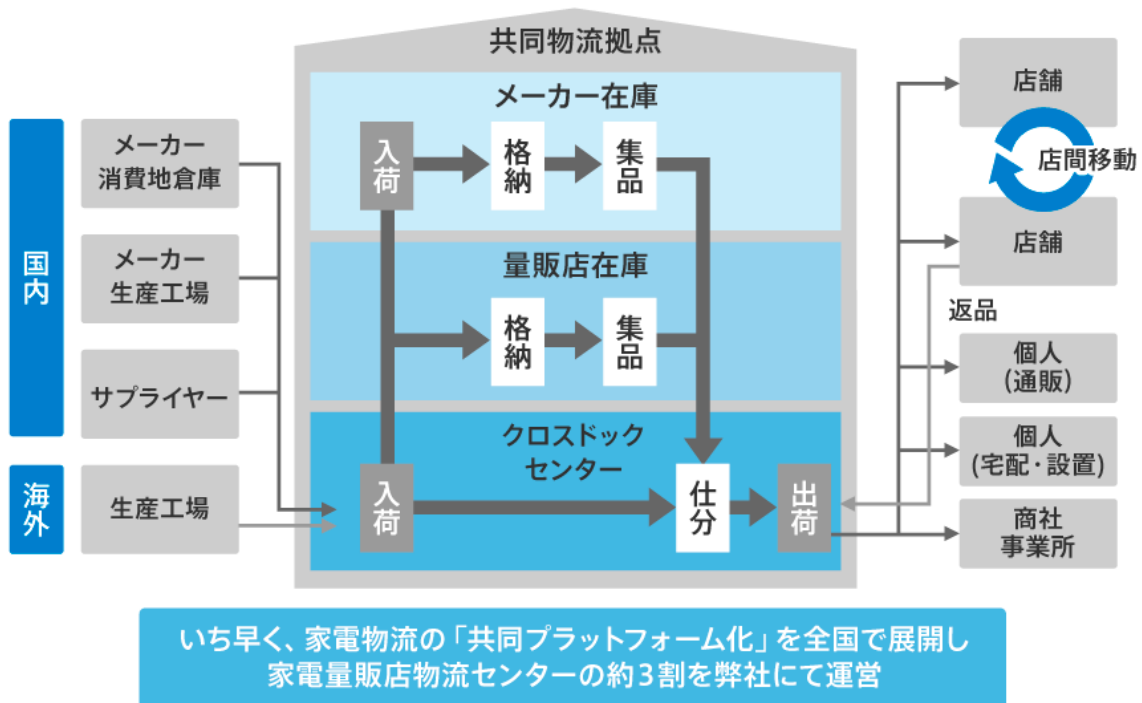 共同物流拠点
メーカー在庫
入荷
格納
集品
量販店在庫
格納
集品
クロスドック
センター
入荷
仕分
出荷
国内
メーカー
消費地倉庫
メーカー
生産工場
サプライヤー
海外
生産工場
店舗
店間移動
店舗
返品
個人
(通販)
個人
(宅配・設置)
商社
事業所
いち早く、家電物流の「共同プラットフォーム化」を全国で展開し
家電量販店物流センターの約3割を弊社にて運営